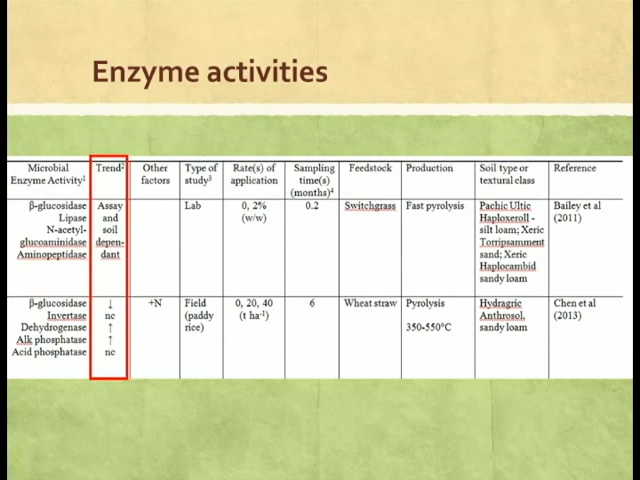 Enzyme activities
Microbial Enzyme Activity¹ Trend² Other factors Type of study³ Rate(s) of application Sampling time(s) (months)⁴ Feedstock Production Soil type or textural class Reference
β-glucosidase Lipase N-acetyl-glucoaminidase Aminopeptidase Assay and soil depen-dant Lab 0, 2% (w/w) 0.2 Switchgrass Fast pyrolysis Pachic Ultic Haploxeroll - silt loam; Xeric Torripsamment sand; Xeric Haplocambid sandy loam Bailey et al (2011)
β-glucosidase ↓ +N Field (paddy rice) 0, 20, 40 (t ha⁻¹) 6 Wheat straw Pyrolysis 350-550°C Hydragric Anthrosol, sandy loam Chen et al (2013)
Invertase nc
Dehydrogenase ↑
Alk phosphatase ↑
Acid phosphatase nc